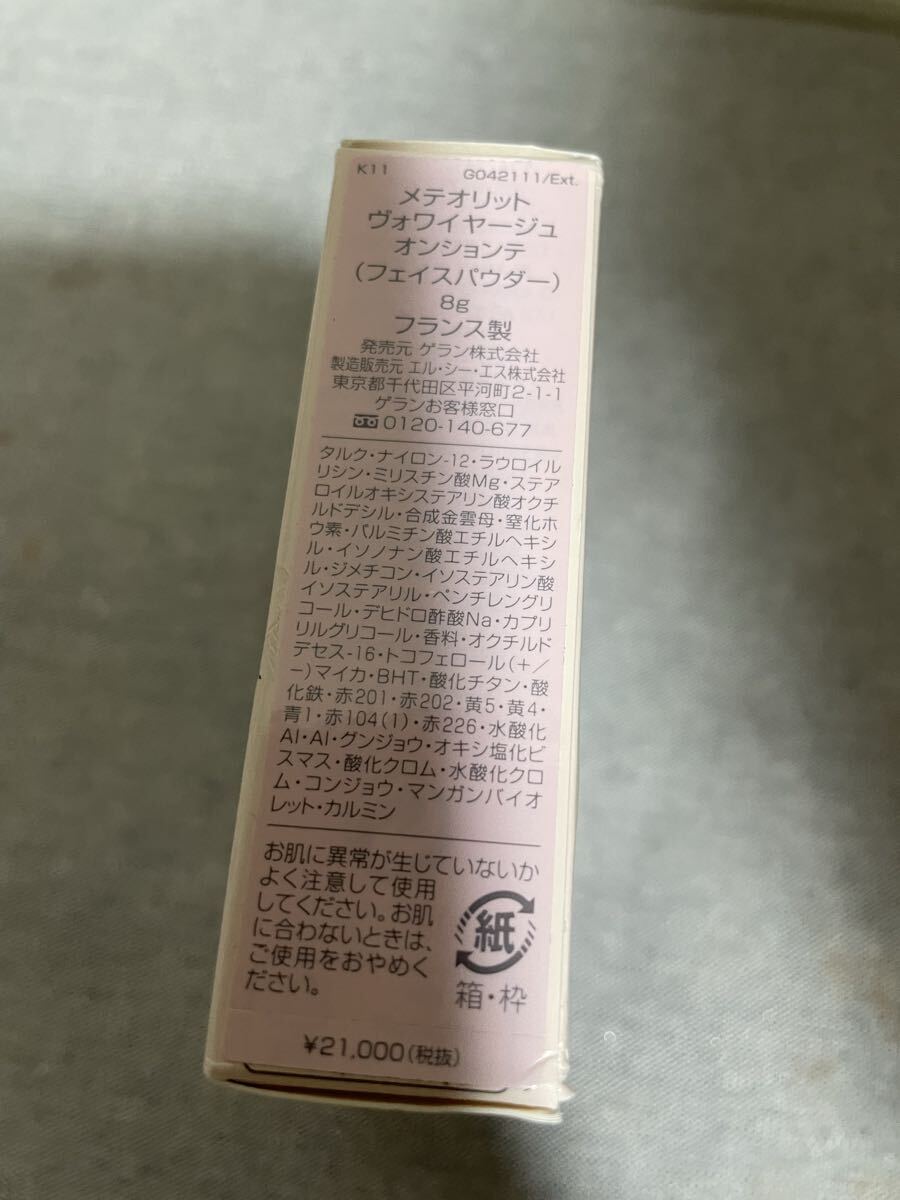 K11 G042111/Ext.
メテオリット
ヴォワイヤージュ
オンションテ
(フェイスパウダー)
8g
フランス製
発売元 ゲラン株式会社
製造販売元 エル・シー・エス株式会社
東京都千代田区平河町2-1-1
ゲランお客様窓口
0120-140-677
タルク・ナイロン-12・ラウロイル
リシン・ミリスチン酸Mg・ステア
ロイルオキシステアリン酸オクチ
ルドデシル・合成金雲母・窒化ホ
ウ素・パルミチン酸エチルヘキシ
ル・イソノナン酸エチルヘキシ
ル・ジメチコン・イソステアリン酸
イソステアリル・ペンチレングリ
コール・デヒドロ酢酸Na・カプリ
リルグリコール・香料・オクチルド
デセス-16・トコフェロール(+/
-)マイカ・BHT・酸化チタン・酸
化鉄・赤201・赤202・黄5・黄4・
青1・赤104(1)・赤226・水酸化
Al・Al・グンジョウ・オキシ塩化ビ
スマス・酸化クロム・水酸化クロ
ム・コンジョウ・マンガンバイオ
レット・カルミン
お肌に異常が生じていないか
よく注意して使用
してください。お肌
に合わないときは、
ご使用をおやめく
ださい。
紙
箱・枠
¥21,000(税抜)